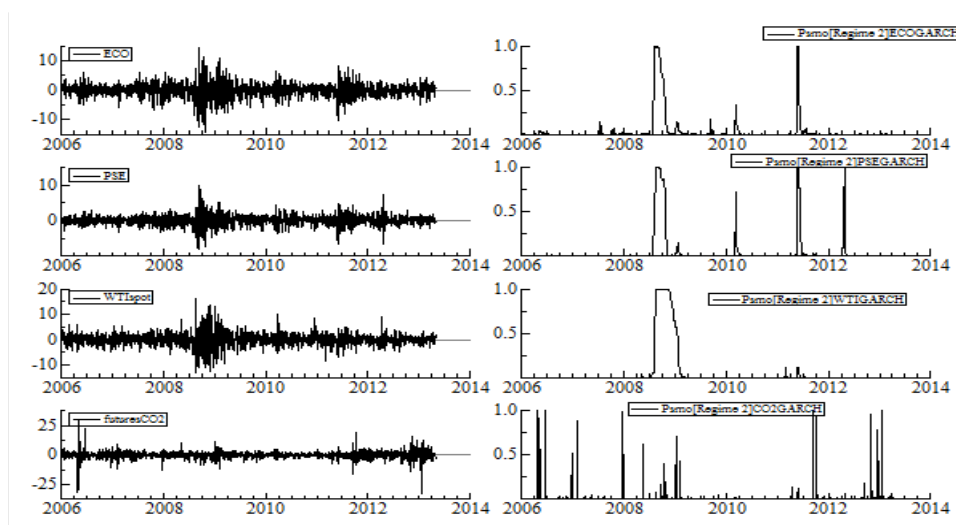 ECO
10
0
-10
2006 2008 2010 2012 2014
Psmo[Regime 2]ECOGARCH
1.0
0.5
2006 2008 2010 2012 2014
PSE
15
10
0
2006 2008 2010 2012 2014
Psmo[Regime 2]PSEGARCH
1.0
0.5
2006 2008 2010 2012 2014
WTIspot
20
10
0
-10
2006 2008 2010 2012 2014
Psmo[Regime 2]WTIGARCH
1.0
0.5
2006 2008 2010 2012 2014
futuresCO2
25
0
-25
2006 2008 2010 2012 2014
Psmo[Regime 2]CO2GARCH
1.0
0.5
2006 2008 2010 2012 2014